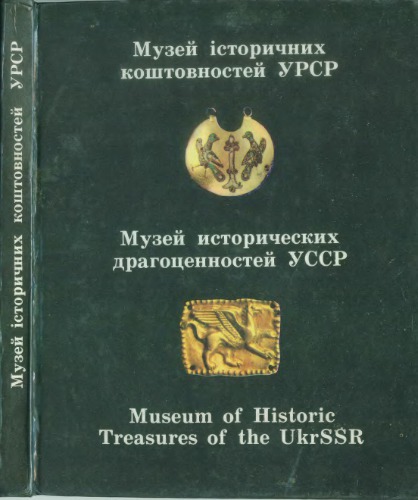 Музей історичних коштовностей УРСР
Музей історичних
коштовностей УРСР
Музей исторических
драгоценностей УССР
Museum of Historic
Treasures of the UkrSSR